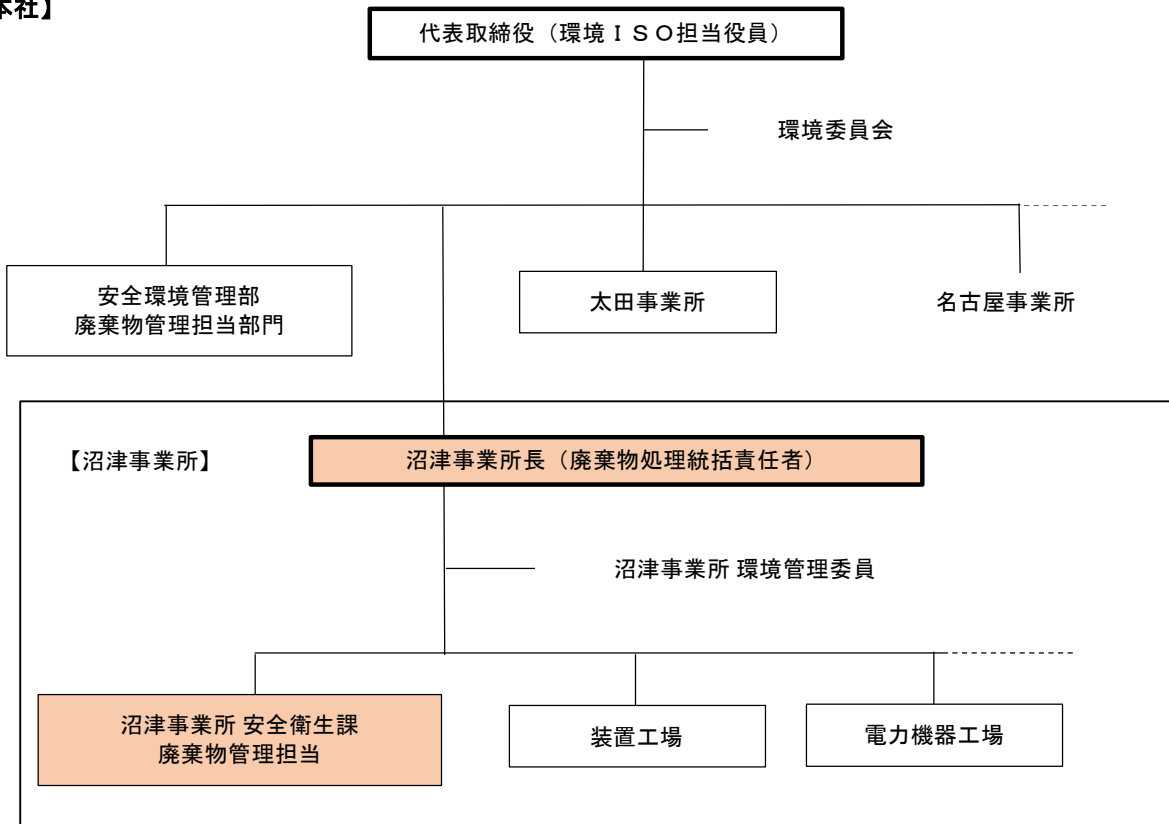 本社】
代表取締役（環境ＩＳＯ担当役員）
環境委員会
安全環境管理部
廃棄物管理担当部門
太田事業所
名古屋事業所
【沼津事業所】
沼津事業所長（廃棄物処理統括責任者）
沼津事業所 環境管理委員
沼津事業所 安全衛生課
廃棄物管理担当
装置工場
電力機器工場